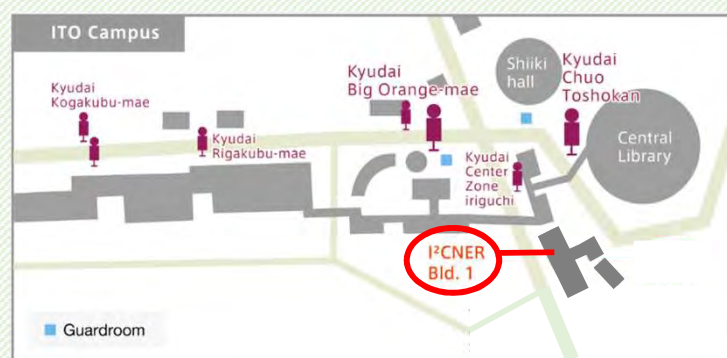 ITO Campus
Kyudai
Kogakubu-mae
Kyudai
Rigakubu-mae
Kyudai
Big Orange-mae
Shiiki
hall
Kyudai
Chuo
Toshokan
Central
Library
Kyudai
Center
Zone
iriguchi
I²CNER
Bld. 1
Guardroom